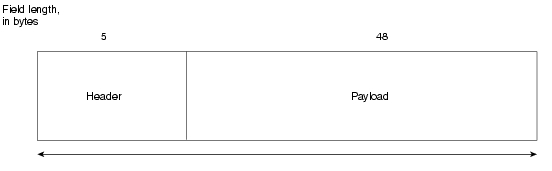 Field length,
in bytes
5 48
Header Payload